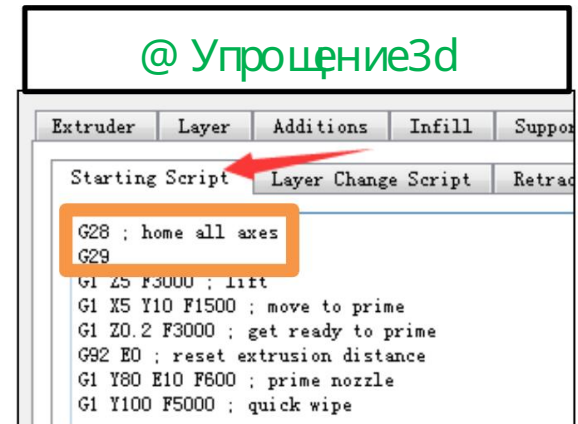 @ Упрощение3d
Extruder Layer Additions Infill Suppor
Starting Script Layer Change Script Retrac
G28 ; home all axes
G29
G1 Z5 F3000 ; lift
G1 X5 Y10 F1500 ; move to prime
G1 Z0.2 F3000 ; get ready to prime
G92 E0 ; reset extrusion distance
G1 Y80 E10 F600 ; prime nozzle
G1 Y100 F5000 ; quick wipe